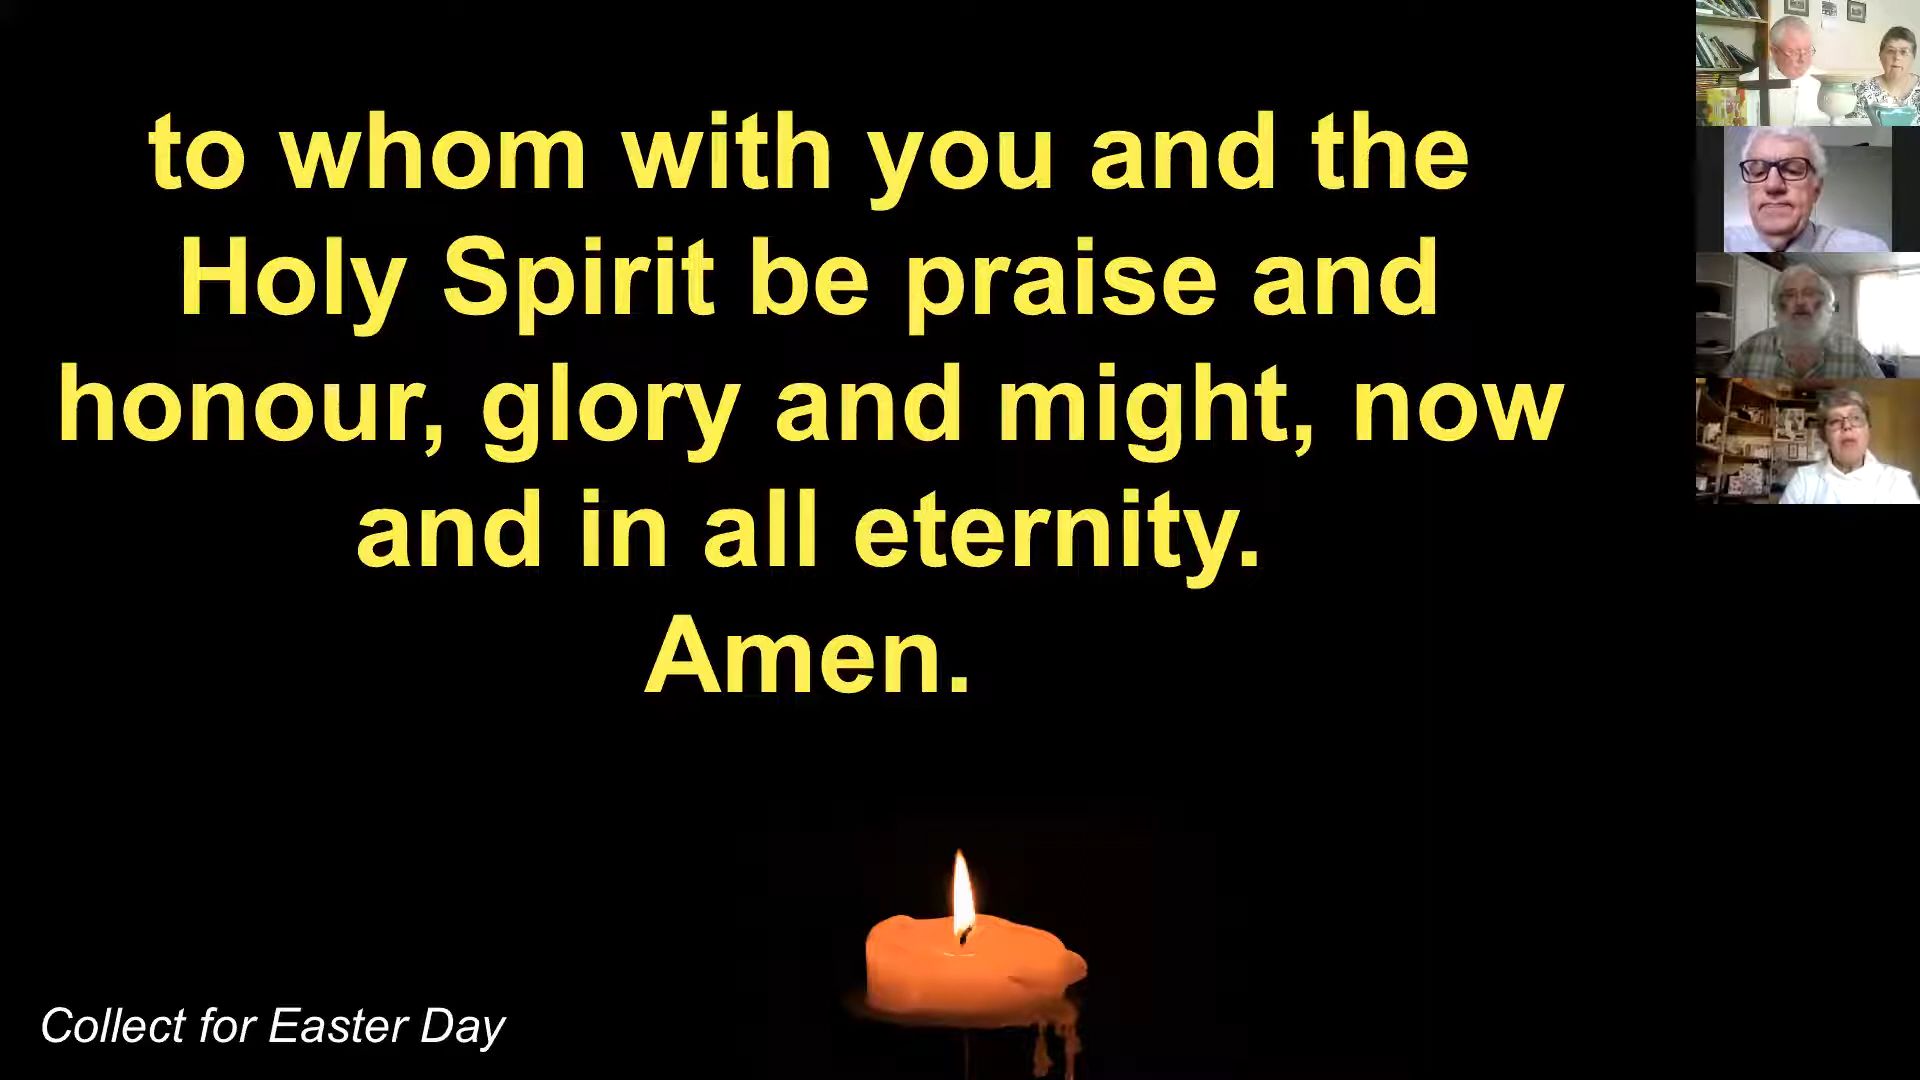 to whom with you and the
Holy Spirit be praise and
honour, glory and might, now
and in all eternity.
Amen.
Collect for Easter Day